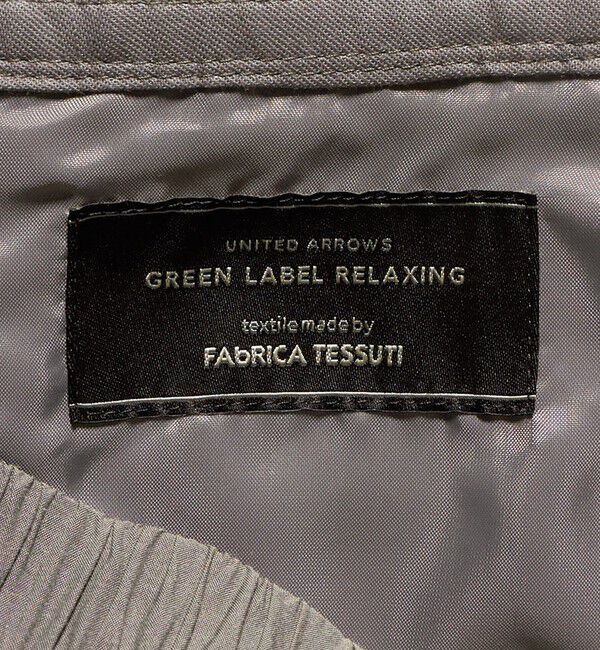 UNITED ARROWS
GREEN LABEL RELAXING
textile made by
FAbRICA TESSUTI